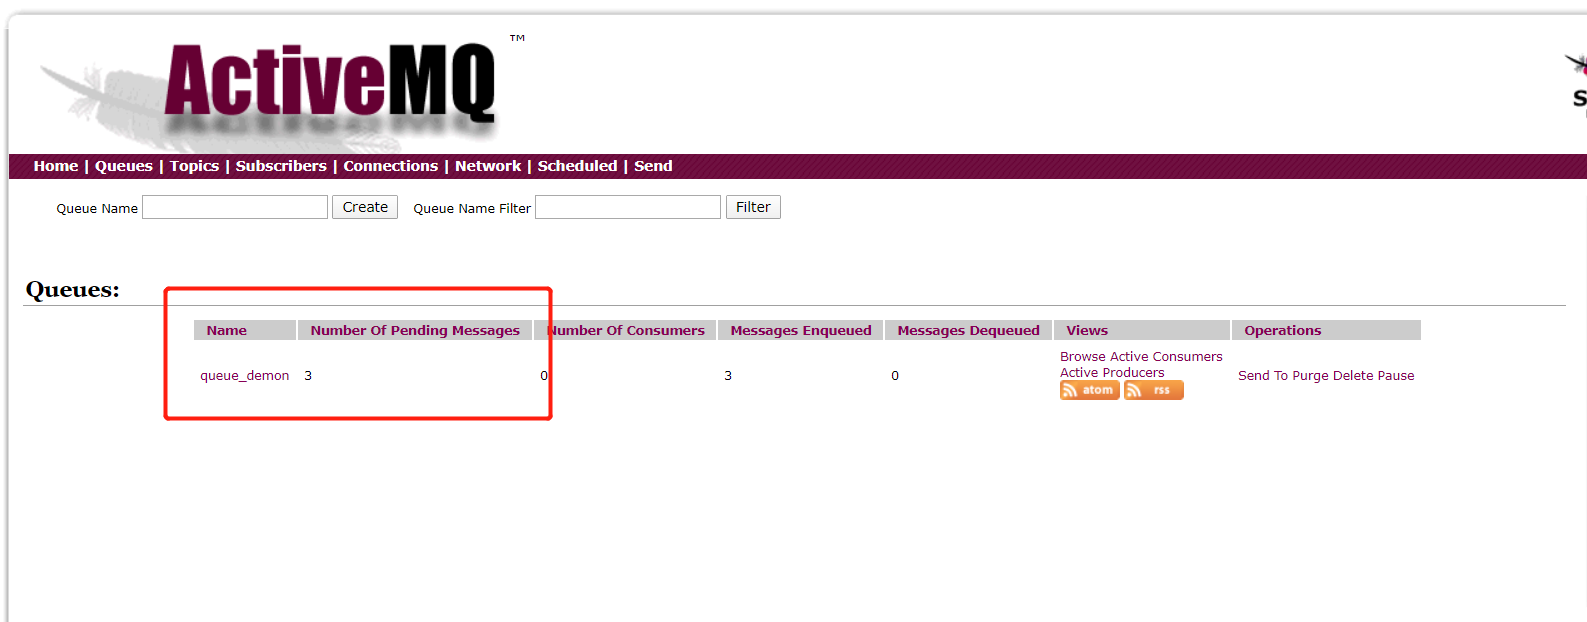 ActiveMQ ™
S
Home | Queues | Topics | Subscribers | Connections | Network | Scheduled | Send
Queue Name Create Queue Name Filter Filter
Queues:
Name Number Of Pending Messages Number Of Consumers Messages Enqueued Messages Dequeued Views Operations
queue_demon 3 0 3 0 Browse Active Consumers
Active Producers
atom rss
Send To Purge Delete Pause